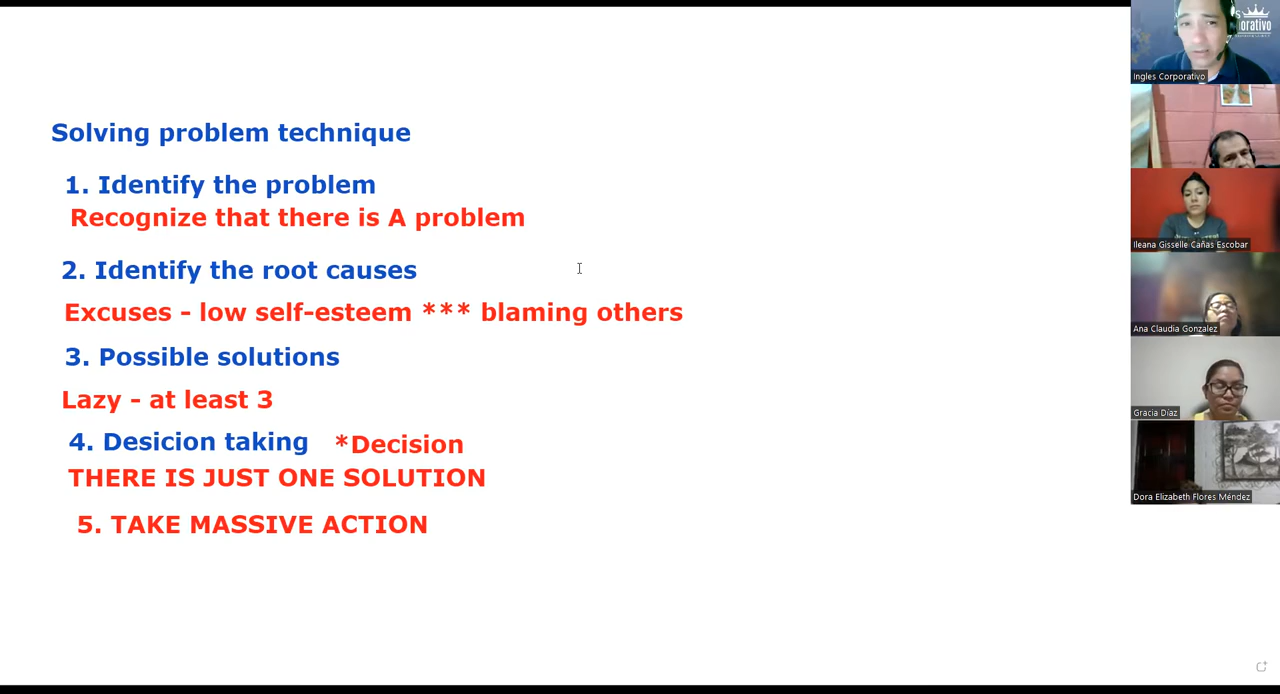 Solving problem technique
1. Identify the problem
Recognize that there is A problem
2. Identify the root causes
Excuses - low self-esteem *** blaming others
3. Possible solutions
Lazy - at least 3
4. Desicion taking *Decision
THERE IS JUST ONE SOLUTION
5. TAKE MASSIVE ACTION
Ingles Corporativo
Ileana Gisselle Cañas Escobar
Ana Claudia Gonzalez
Gracia Díaz
Dora Elizabeth Flores Méndez